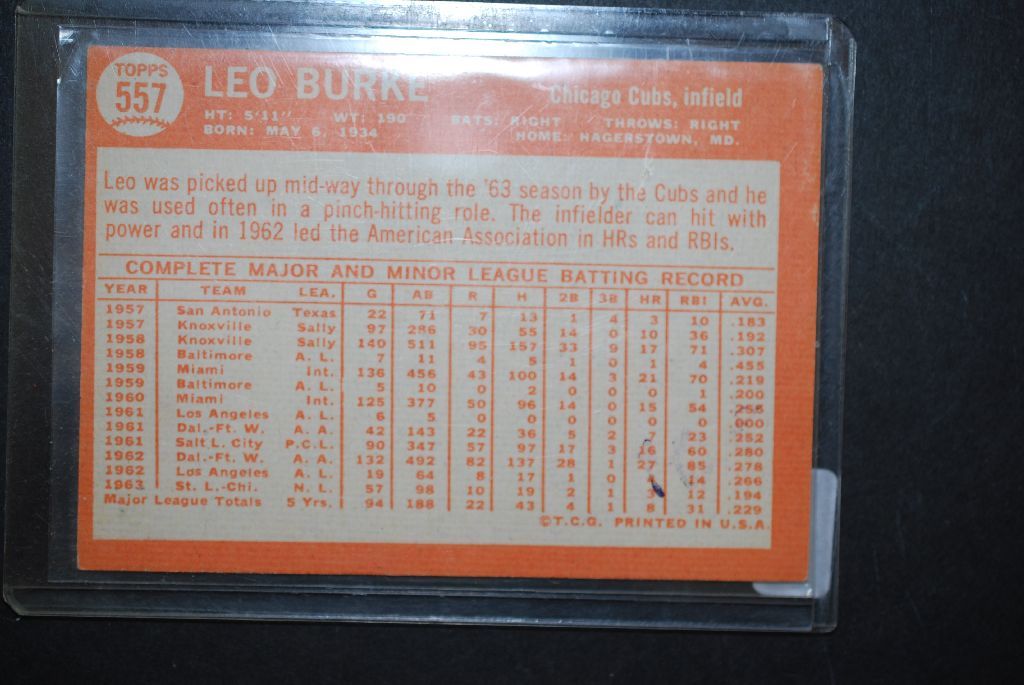 TOPPS
557
LEO BURKE
Chicago Cubs, infield
HT: 5'11" WT: 190 BATS: RIGHT THROWS: RIGHT
BORN: MAY 6, 1934 HOME: HAGERSTOWN, MD.
Leo was picked up mid-way through the '63 season by the Cubs and he
was used often in a pinch-hitting role. The infielder can hit with
power and in 1962 led the American Association in HRs and RBIs.
COMPLETE MAJOR AND MINOR LEAGUE BATTING RECORD
YEAR TEAM LEA. G AB R H 2B 3B HR RBI AVG.
1957 San Antonio Texas 22 71 7 13 1 4 3 10 .183
1957 Knoxville Sally 97 286 30 55 14 0 10 36 .192
1958 Knoxville Sally 140 511 95 157 33 9 17 71 .307
1958 Baltimore A. L. 7 11 4 5 1 0 1 4 .455
1959 Miami Int. 136 456 43 100 14 3 21 70 .219
1959 Baltimore A. L. 5 10 0 2 0 0 0 1 .200
1960 Miami Int. 125 377 50 96 14 0 15 54 .255
1961 Los Angeles A. L. 6 5 0 0 0 0 0 0 .000
1961 Dal.-Ft. W. A. A. 42 143 22 36 5 2 7 23 .252
1961 Salt L. City P.C.L. 90 347 57 97 17 3 16 60 .280
1962 Dal.-Ft. W. A. A. 132 492 82 137 28 1 27 85 .278
1962 Los Angeles A. L. 19 64 8 17 1 0 4 14 .266
1963 St. L.-Chi. N. L. 57 98 10 19 2 1 3 12 .194
Major League Totals 5 Yrs. 94 188 22 43 4 1 8 31 .229
©T.C.G. PRINTED IN U.S.A.